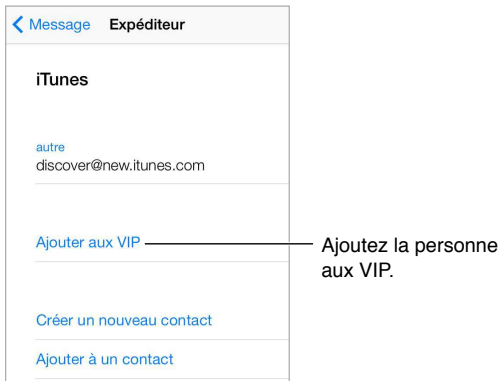 Message Expéditeur
iTunes
autre
discover@new.itunes.com
Ajouter aux VIP
Ajoutez la personne
aux VIP.
Créer un nouveau contact
Ajouter à un contact